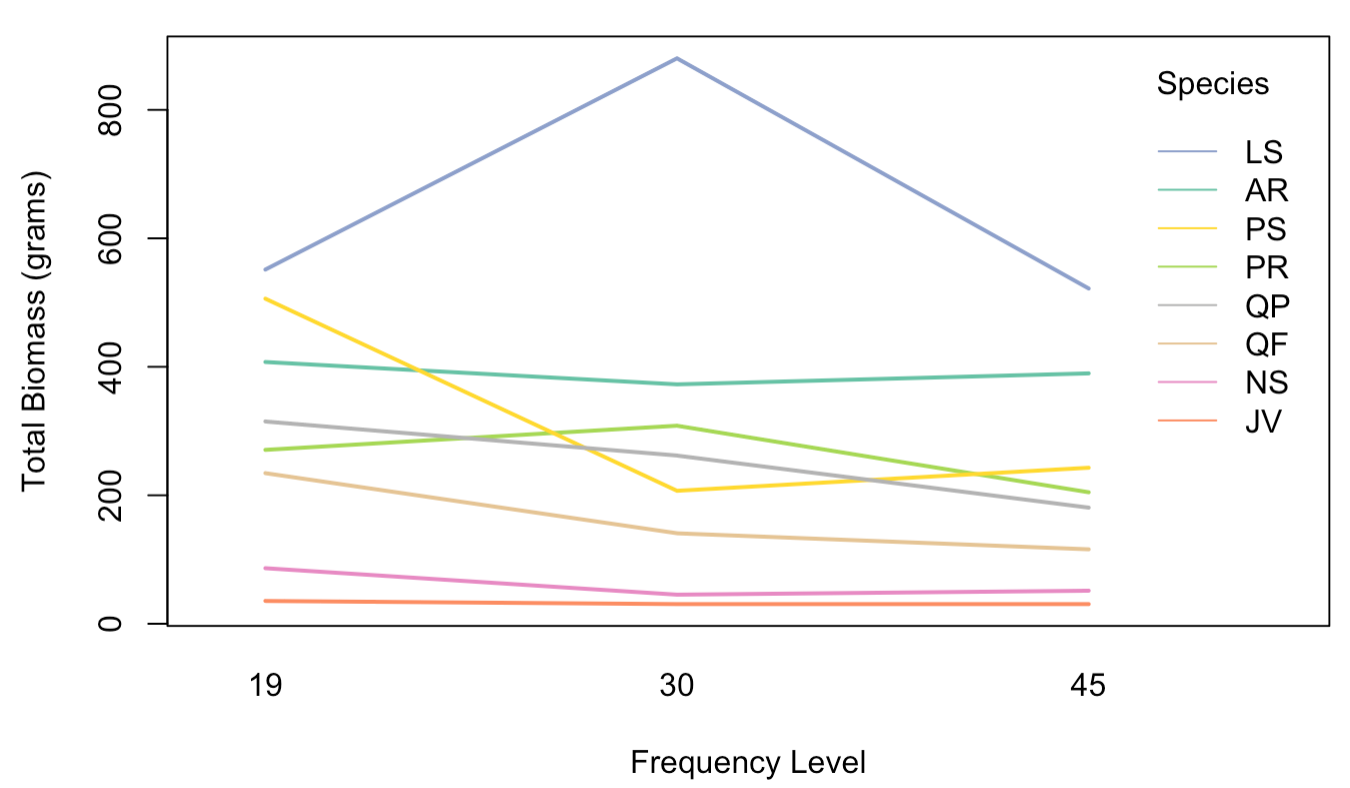 Total Biomass (grams)
800
600
400
200
0
19 30 45
Frequency Level
Species
LS
AR
PS
PR
QP
QF
NS
JV